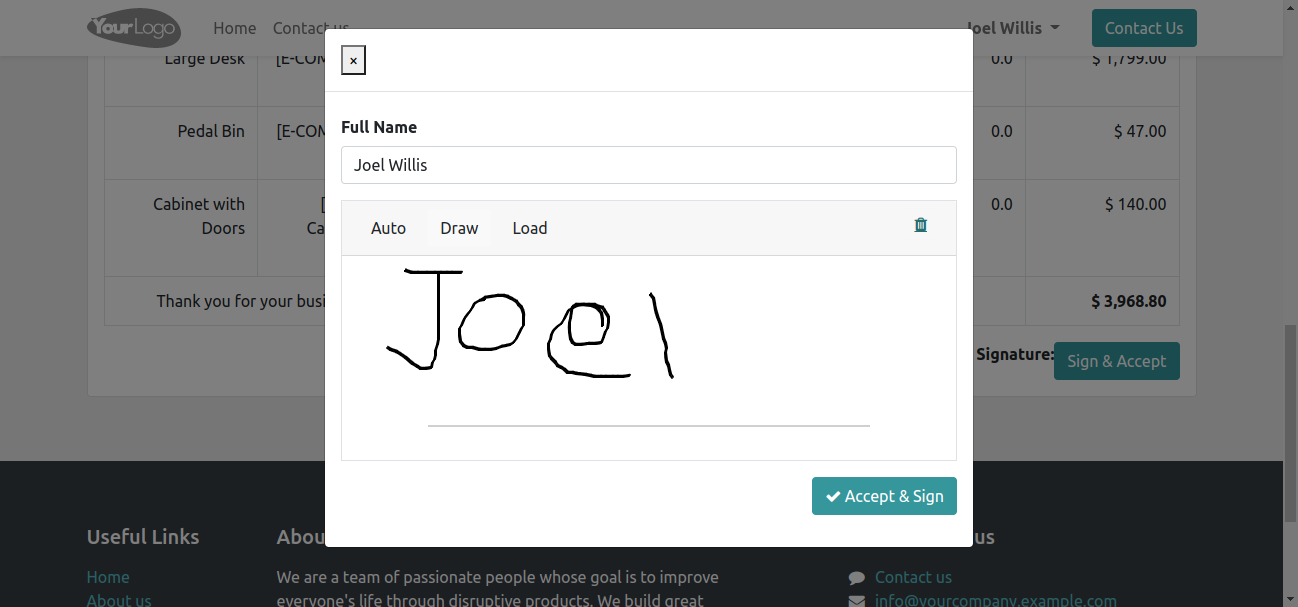 YourLogo Home Contact us Joel Willis Contact Us
×
Large Desk [E-COM 0.0 $ 1,799.00
Full Name
Pedal Bin [E-COM 0.0 $ 47.00
Joel Willis
Cabinet with [ 0.0 $ 140.00
Doors Ca
Auto Draw Load
Joel
Thank you for your busi $ 3,968.80
Signature: Sign & Accept
Accept & Sign
Useful Links Abou us
Home We are a team of passionate people whose goal is to improve Contact us
About us everyone's life through disruptive products. We build great info@yourcompany.example.com